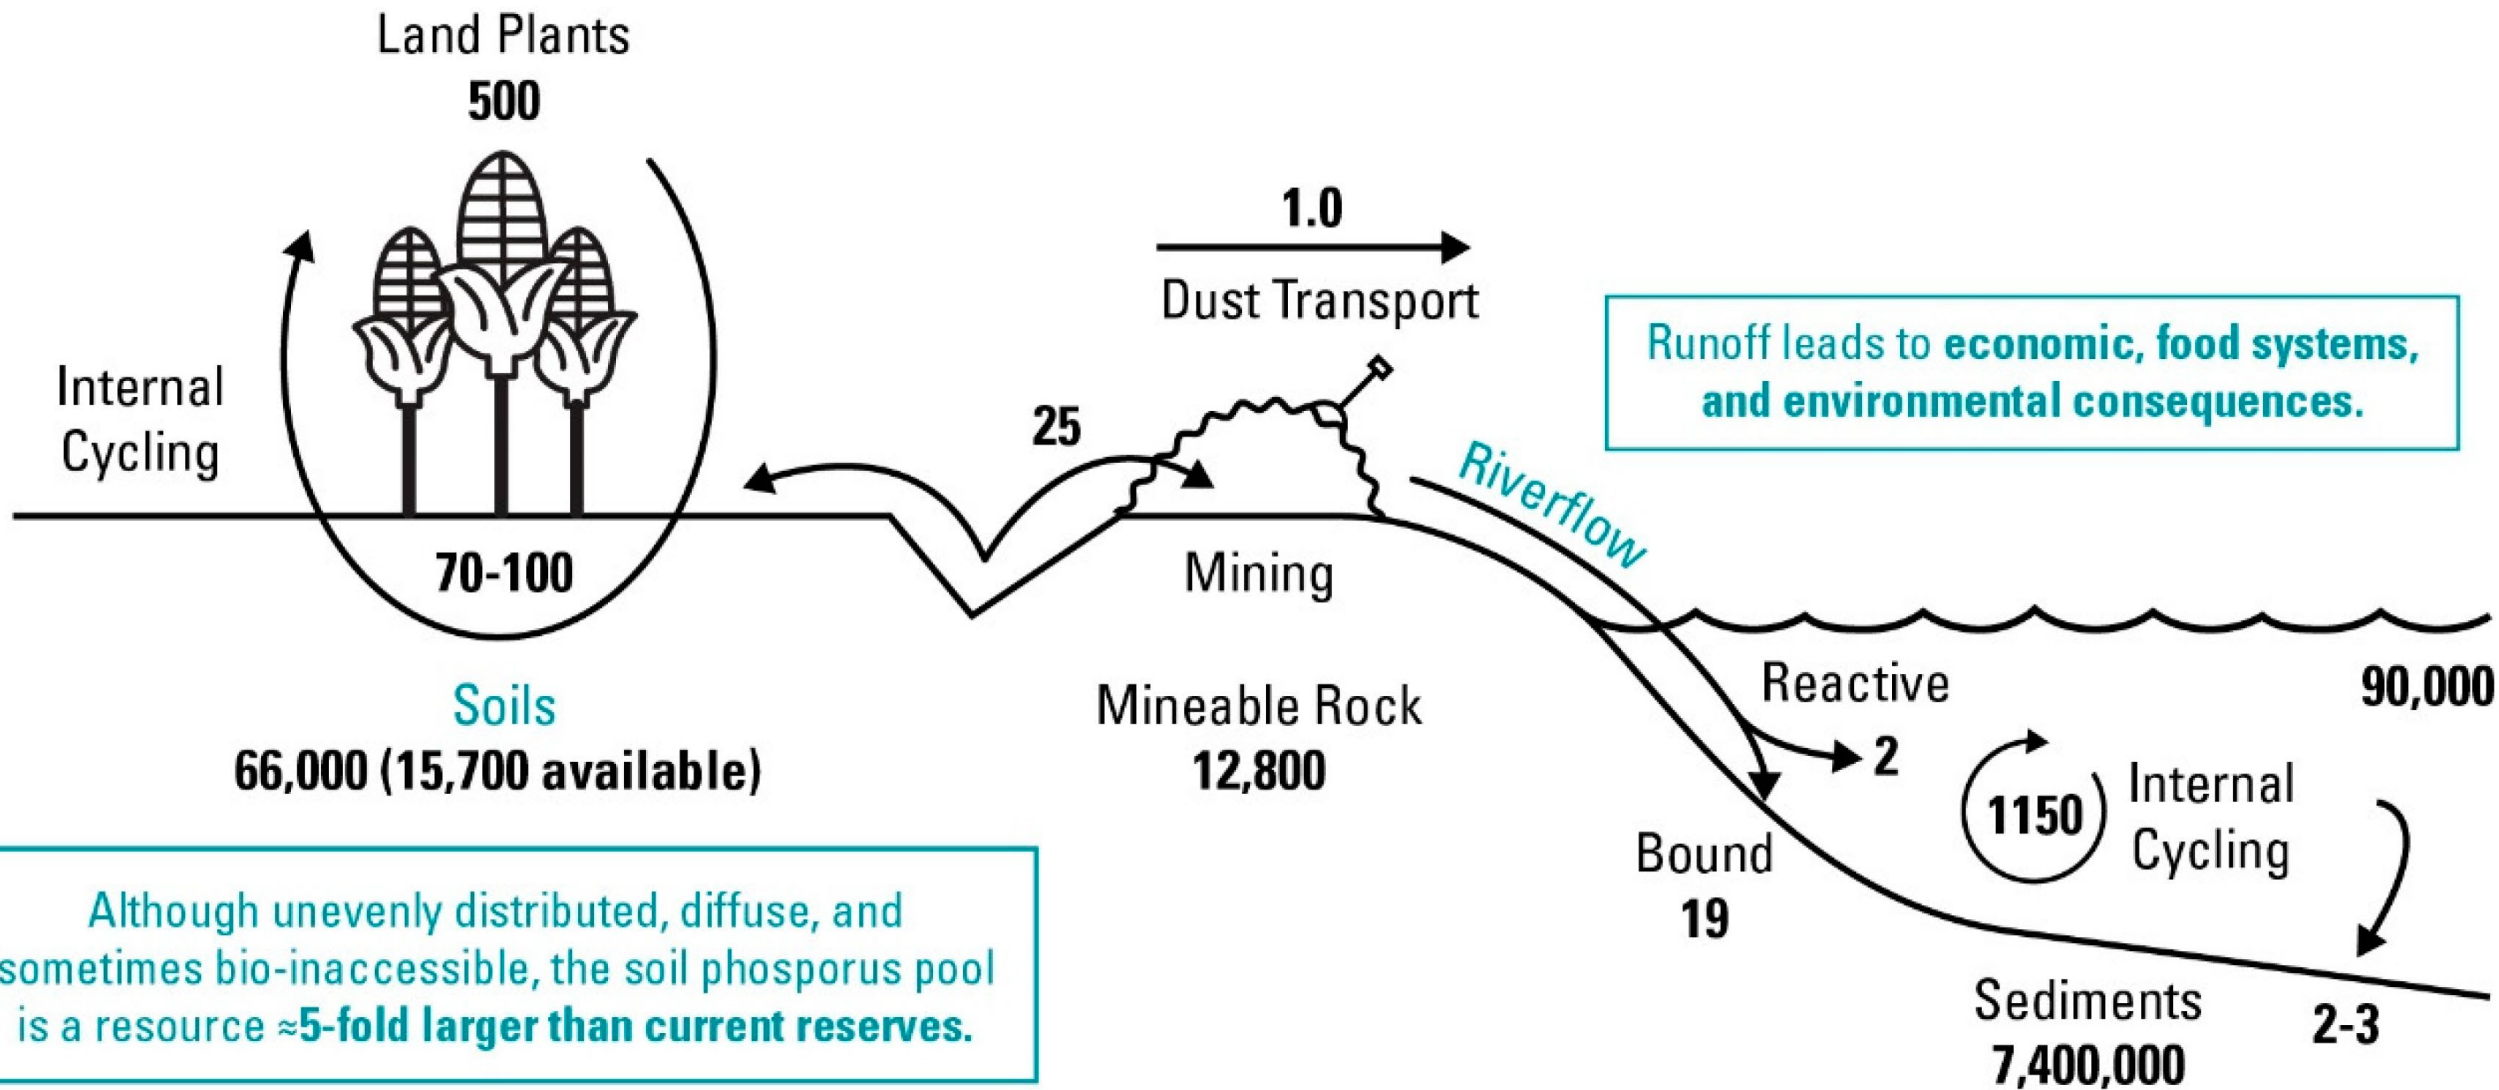 Land Plants
500
1.0
Dust Transport
Runoff leads to economic, food systems,
and environmental consequences.
Internal
Cycling
25
Riverflow
70-100
Mining
Soils
66,000 (15,700 available)
Mineable Rock
12,800
Reactive
2
90,000
1150
Internal
Cycling
Bound
19
Although unevenly distributed, diffuse, and
sometimes bio-inaccessible, the soil phosporus pool
is a resource ≈5-fold larger than current reserves.
Sediments
7,400,000
2-3